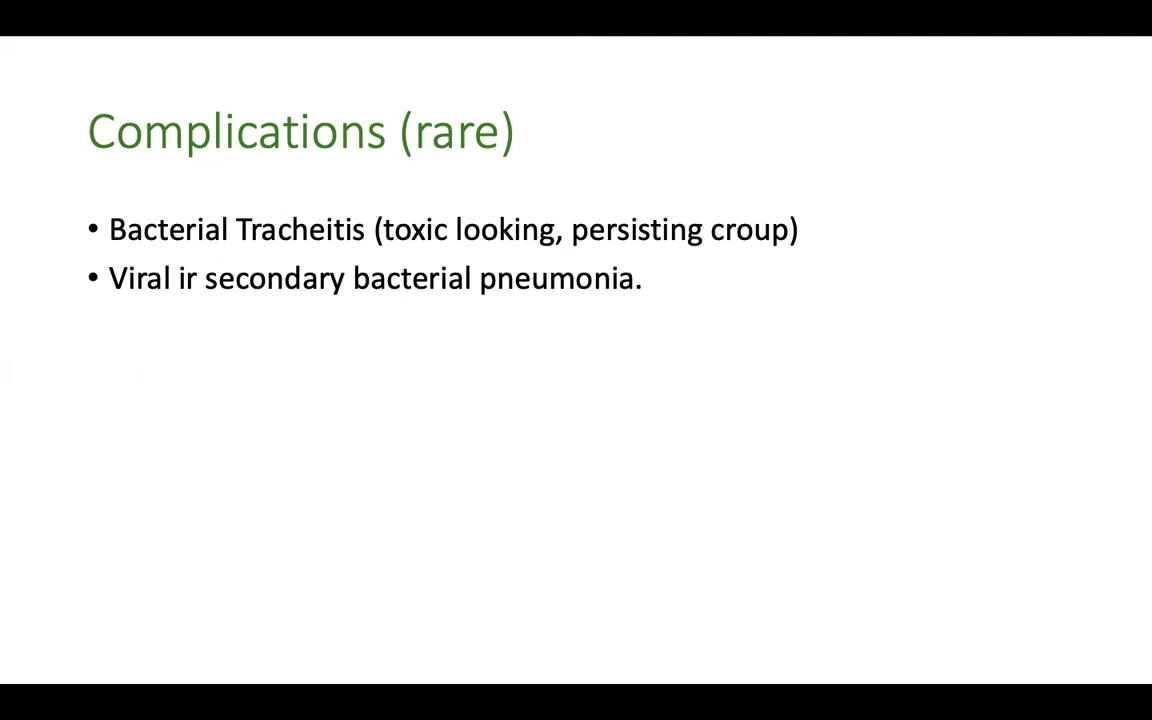 Complications (rare)
• Bacterial Tracheitis (toxic looking, persisting croup)
• Viral ir secondary bacterial pneumonia.